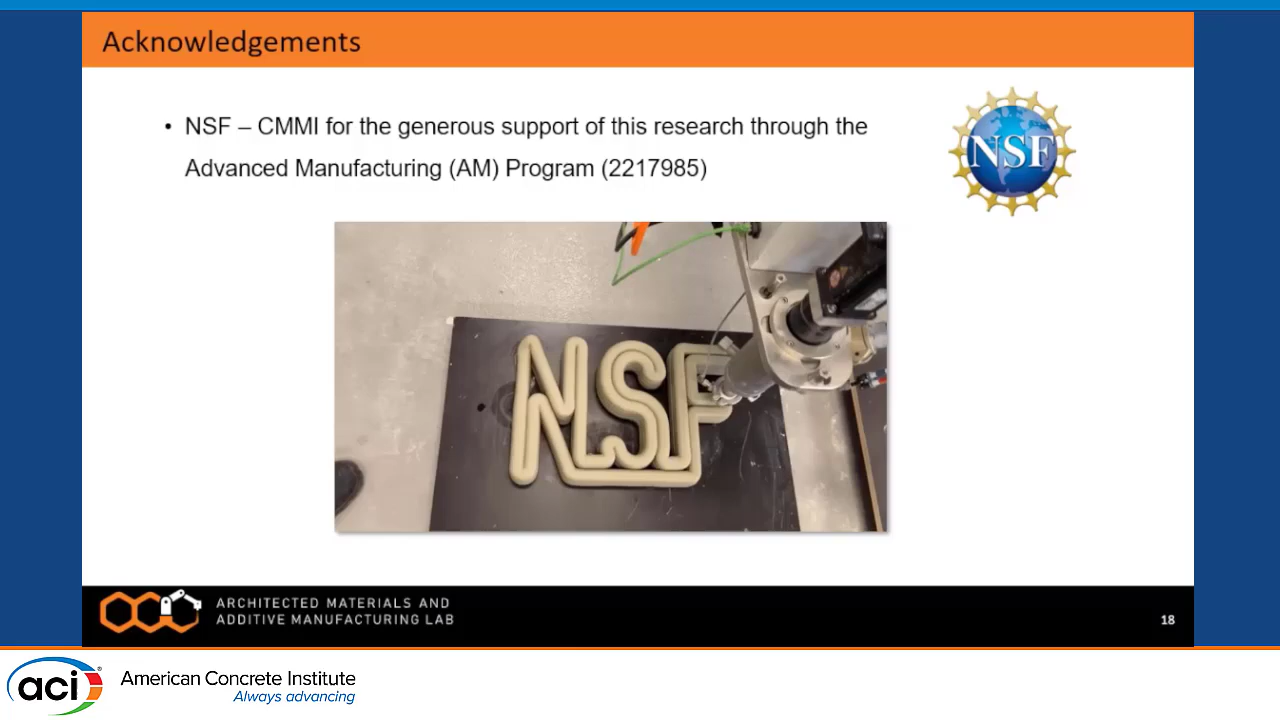 Acknowledgements
• NSF – CMMI for the generous support of this research through the
Advanced Manufacturing (AM) Program (2217985)
NSF
NSF
ARCHITECTED MATERIALS AND
ADDITIVE MANUFACTURING LAB
18
aci®
American Concrete Institute
Always advancing